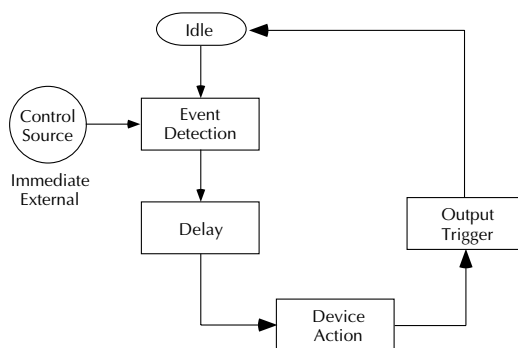 Idle
Control
Source
Immediate
External
Event
Detection
Delay
Output
Trigger
Device
Action